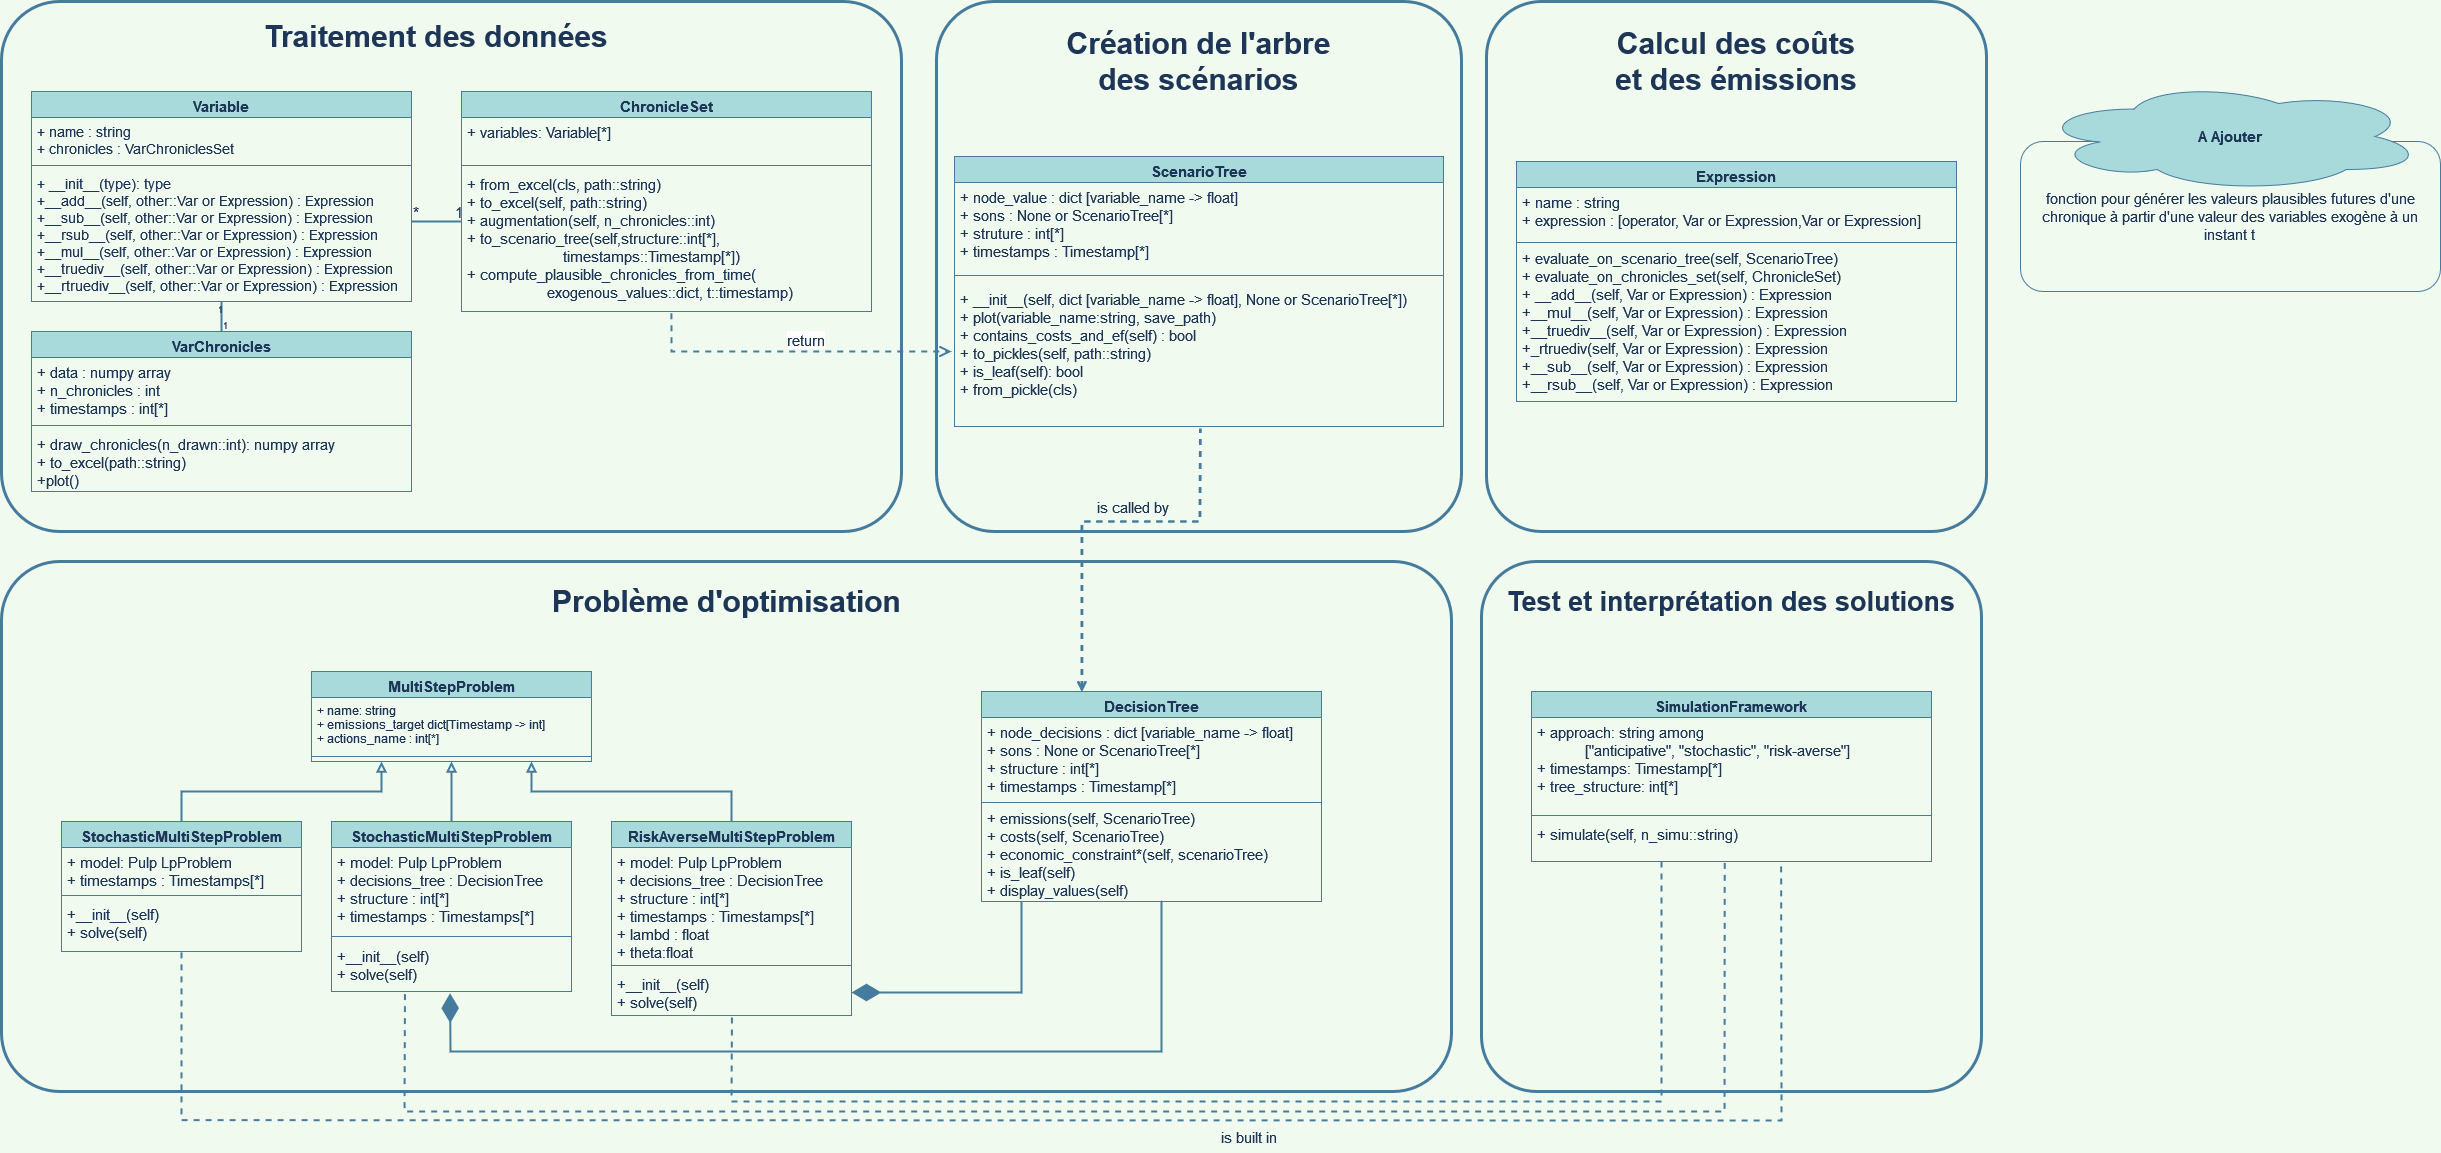 Traitement des données
Variable
+ name : string
+ chronicles : VarChroniclesSet
+ __init__(type): type
+__add__(self, other::Var or Expression) : Expression
+__sub__(self, other::Var or Expression) : Expression
+__rsub__(self, other::Var or Expression) : Expression
+__mul__(self, other::Var or Expression) : Expression
+__truediv__(self, other::Var or Expression) : Expression
+__rtruediv__(self, other::Var or Expression) : Expression
*
1
1
1
VarChronicles
+ data : numpy array
+ n_chronicles : int
+ timestamps : int[*]
+ draw_chronicles(n_drawn::int): numpy array
+ to_excel(path::string)
+plot()
ChronicleSet
+ variables: Variable[*]
+ from_excel(cls, path::string)
+ to_excel(self, path::string)
+ augmentation(self, n_chronicles::int)
+ to_scenario_tree(self,structure::int[*],
timestamps::Timestamp[*])
+ compute_plausible_chronicles_from_time(
exogenous_values::dict, t::timestamp)
return
Création de l'arbre
des scénarios
ScenarioTree
+ node_value : dict [variable_name -> float]
+ sons : None or ScenarioTree[*]
+ struture : int[*]
+ timestamps : Timestamp[*]
+ __init__(self, dict [variable_name -> float], None or ScenarioTree[*])
+ plot(variable_name:string, save_path)
+ contains_costs_and_ef(self) : bool
+ to_pickles(self, path::string)
+ is_leaf(self): bool
+ from_pickle(cls)
is called by
Calcul des coûts
et des émissions
Expression
+ name : string
+ expression : [operator, Var or Expression,Var or Expression]
+ evaluate_on_scenario_tree(self, ScenarioTree)
+ evaluate_on_chronicles_set(self, ChronicleSet)
+ __add__(self, Var or Expression) : Expression
+__mul__(self, Var or Expression) : Expression
+__truediv__(self, Var or Expression) : Expression
+_rtruediv(self, Var or Expression) : Expression
+__sub__(self, Var or Expression) : Expression
+__rsub__(self, Var or Expression) : Expression
A Ajouter
fonction pour générer les valeurs plausibles futures d'une
chronique à partir d'une valeur des variables exogène à un
instant t
Problème d'optimisation
MultiStepProblem
+ name: string
+ emissions_target dict[Timestamp -> int]
+ actions_name : int[*]
StochasticMultiStepProblem
+ model: Pulp LpProblem
+ timestamps : Timestamps[*]
+__init__(self)
+ solve(self)
StochasticMultiStepProblem
+ model: Pulp LpProblem
+ decisions_tree : DecisionTree
+ structure : int[*]
+ timestamps : Timestamps[*]
+__init__(self)
+ solve(self)
RiskAverseMultiStepProblem
+ model: Pulp LpProblem
+ decisions_tree : DecisionTree
+ structure : int[*]
+ timestamps : Timestamps[*]
+ lambd : float
+ theta:float
+__init__(self)
+ solve(self)
DecisionTree
+ node_decisions : dict [variable_name -> float]
+ sons : None or ScenarioTree[*]
+ structure : int[*]
+ timestamps : Timestamp[*]
+ emissions(self, ScenarioTree)
+ costs(self, ScenarioTree)
+ economic_constraint*(self, scenarioTree)
+ is_leaf(self)
+ display_values(self)
Test et interprétation des solutions
SimulationFramework
+ approach: string among
["anticipative", "stochastic", "risk-averse"]
+ timestamps: Timestamp[*]
+ tree_structure: int[*]
+ simulate(self, n_simu::string)
is built in